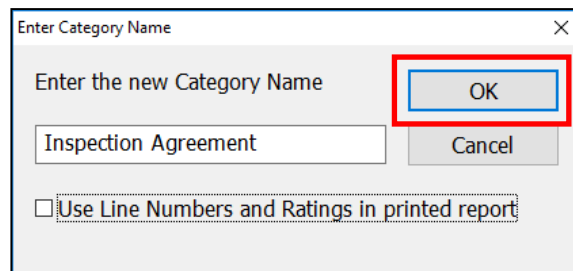 Enter Category Name
Enter the new Category Name
OK
Inspection Agreement
Cancel
Use Line Numbers and Ratings in printed report